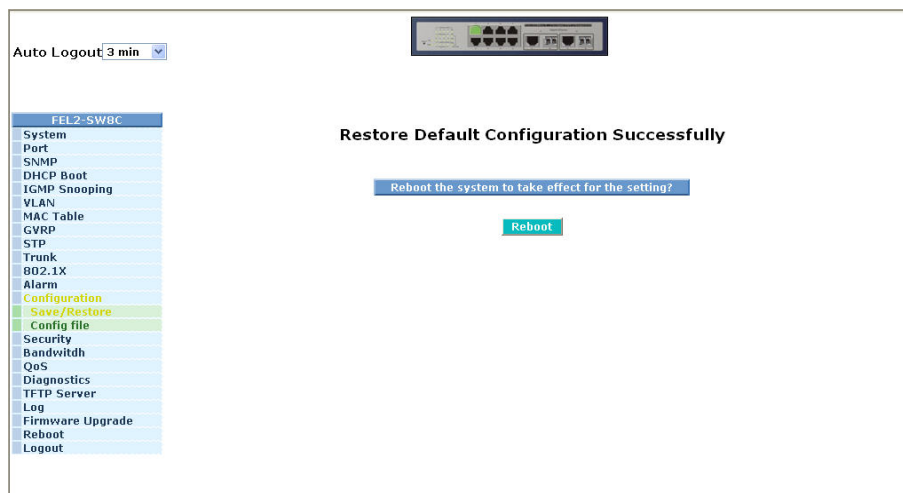 Auto Logout 3 min
FEL2-SW8C
System
Port
SNMP
DHCP Boot
IGMP Snooping
VLAN
MAC Table
GVRP
STP
Trunk
802.1X
Alarm
Configuration
Save/Restore
Config file
Security
Bandwitdh
QoS
Diagnostics
TFTP Server
Log
Firmware Upgrade
Reboot
Logout
Restore Default Configuration Successfully
Reboot the system to take effect for the setting?
Reboot